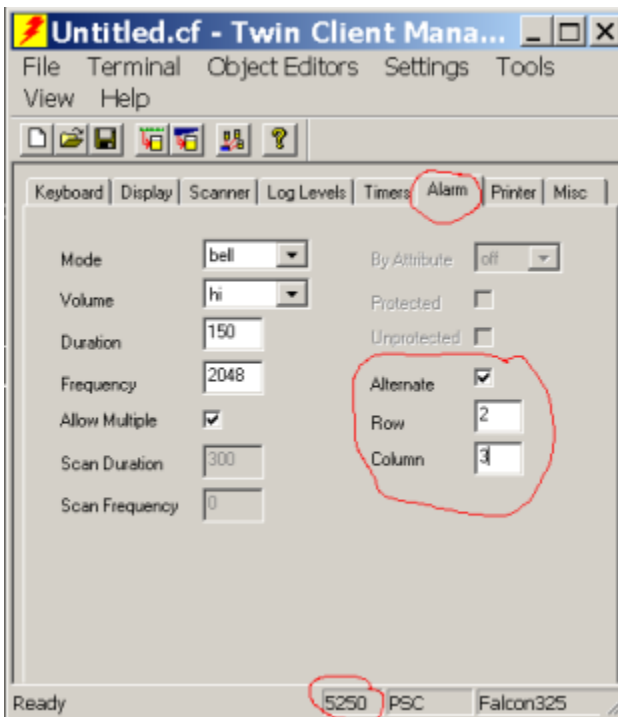 Untitled.cf - Twin Client Mana...
File Terminal Object Editors Settings Tools
View Help
Keyboard Display Scanner Log Levels Timers Alarm Printer Misc
Mode bell By Attribute off
Volume hi Protected
Duration 150 Unprotected
Frequency 2048 Alternate
Allow Multiple Row 2
Scan Duration 300 Column 3
Scan Frequency 0
Ready 5250 PSC Falcon325